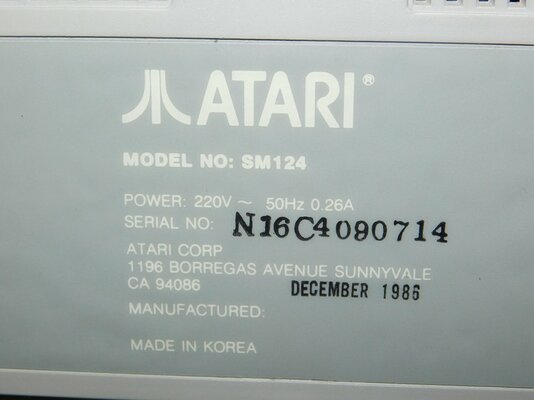 ATARI®
MODEL NO: SM124
POWER: 220V ~ 50Hz 0.26A
SERIAL NO: N16C4090714
ATARI CORP
1196 BORREGAS AVENUE SUNNYVALE
CA 94086 DECEMBER 1986
MANUFACTURED:
MADE IN KOREA